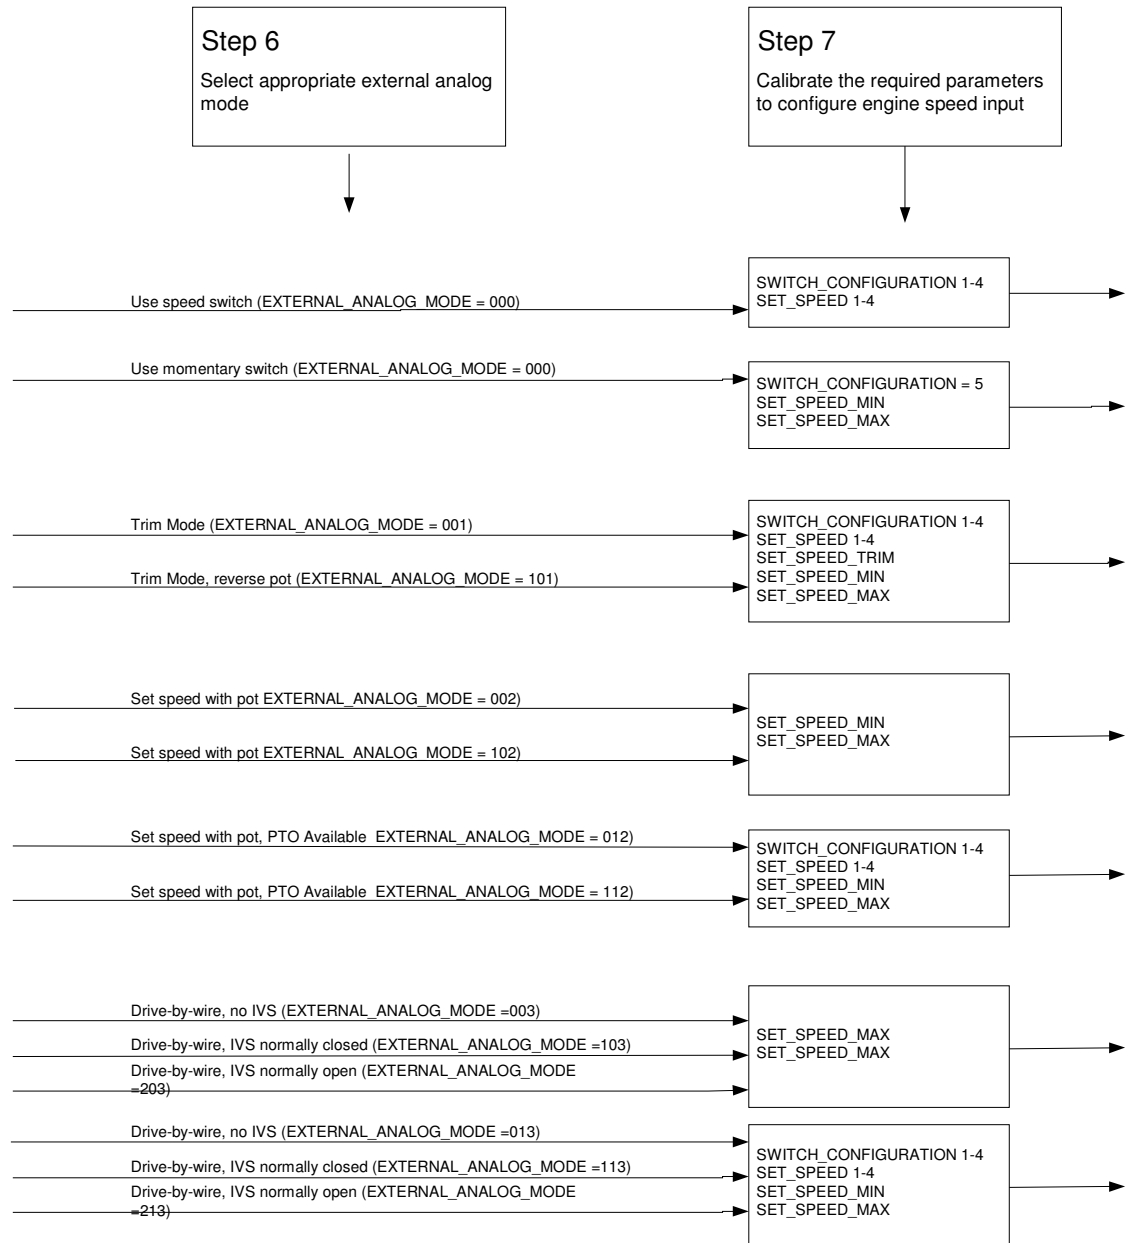 Step 6
Select appropriate external analog
mode
Step 7
Calibrate the required parameters
to configure engine speed input
Use speed switch (EXTERNAL_ANALOG_MODE = 000)
SWITCH_CONFIGURATION 1-4
SET_SPEED 1-4
Use momentary switch (EXTERNAL_ANALOG_MODE = 000)
SWITCH_CONFIGURATION = 5
SET_SPEED_MIN
SET_SPEED_MAX
Trim Mode (EXTERNAL_ANALOG_MODE = 001)
Trim Mode, reverse pot (EXTERNAL_ANALOG_MODE = 101)
SWITCH_CONFIGURATION 1-4
SET_SPEED 1-4
SET_SPEED_TRIM
SET_SPEED_MIN
SET_SPEED_MAX
Set speed with pot EXTERNAL_ANALOG_MODE = 002)
Set speed with pot EXTERNAL_ANALOG_MODE = 102)
SET_SPEED_MIN
SET_SPEED_MAX
Set speed with pot, PTO Available  EXTERNAL_ANALOG_MODE = 012)
Set speed with pot, PTO Available  EXTERNAL_ANALOG_MODE = 112)
SWITCH_CONFIGURATION 1-4
SET_SPEED 1-4
SET_SPEED_MIN
SET_SPEED_MAX
Drive-by-wire, no IVS (EXTERNAL_ANALOG_MODE =003)
Drive-by-wire, IVS normally closed (EXTERNAL_ANALOG_MODE =103)
Drive-by-wire, IVS normally open (EXTERNAL_ANALOG_MODE
=203)
SET_SPEED_MAX
SET_SPEED_MAX
Drive-by-wire, no IVS (EXTERNAL_ANALOG_MODE =013)
Drive-by-wire, IVS normally closed (EXTERNAL_ANALOG_MODE =113)
Drive-by-wire, IVS normally open (EXTERNAL_ANALOG_MODE
=213)
SWITCH_CONFIGURATION 1-4
SET_SPEED 1-4
SET_SPEED_MIN
SET_SPEED_MAX